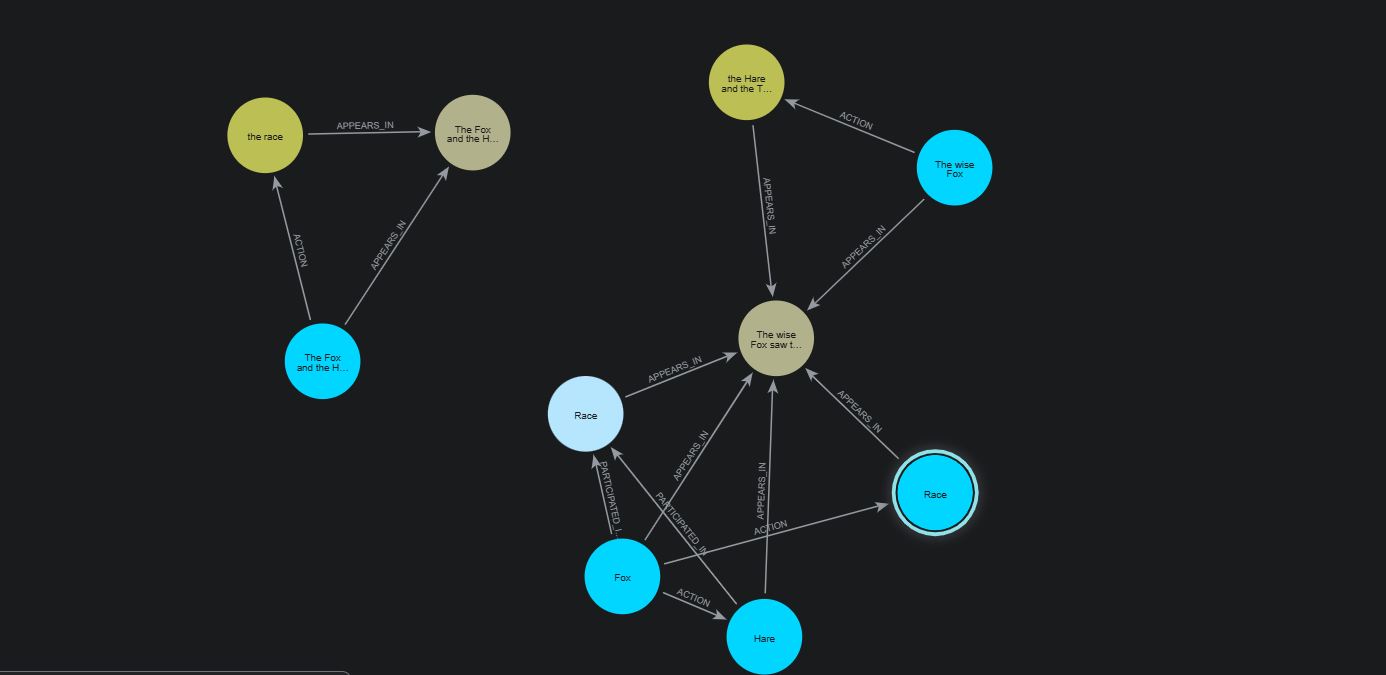 the race
APPEARS_IN
The Fox
and the H...
ACTION
APPEARS_IN
The Fox
and the H...
the Hare
and the T...
ACTION
The wise
Fox
APPEARS_IN
APPEARS_IN
The wise
Fox saw t...
APPEARS_IN
Race
APPEARS_IN
APPEARS_IN
PARTICIPATED_I...
PARTICIPATED_IN
APPEARS_IN
Race
ACTION
Fox
ACTION
Hare